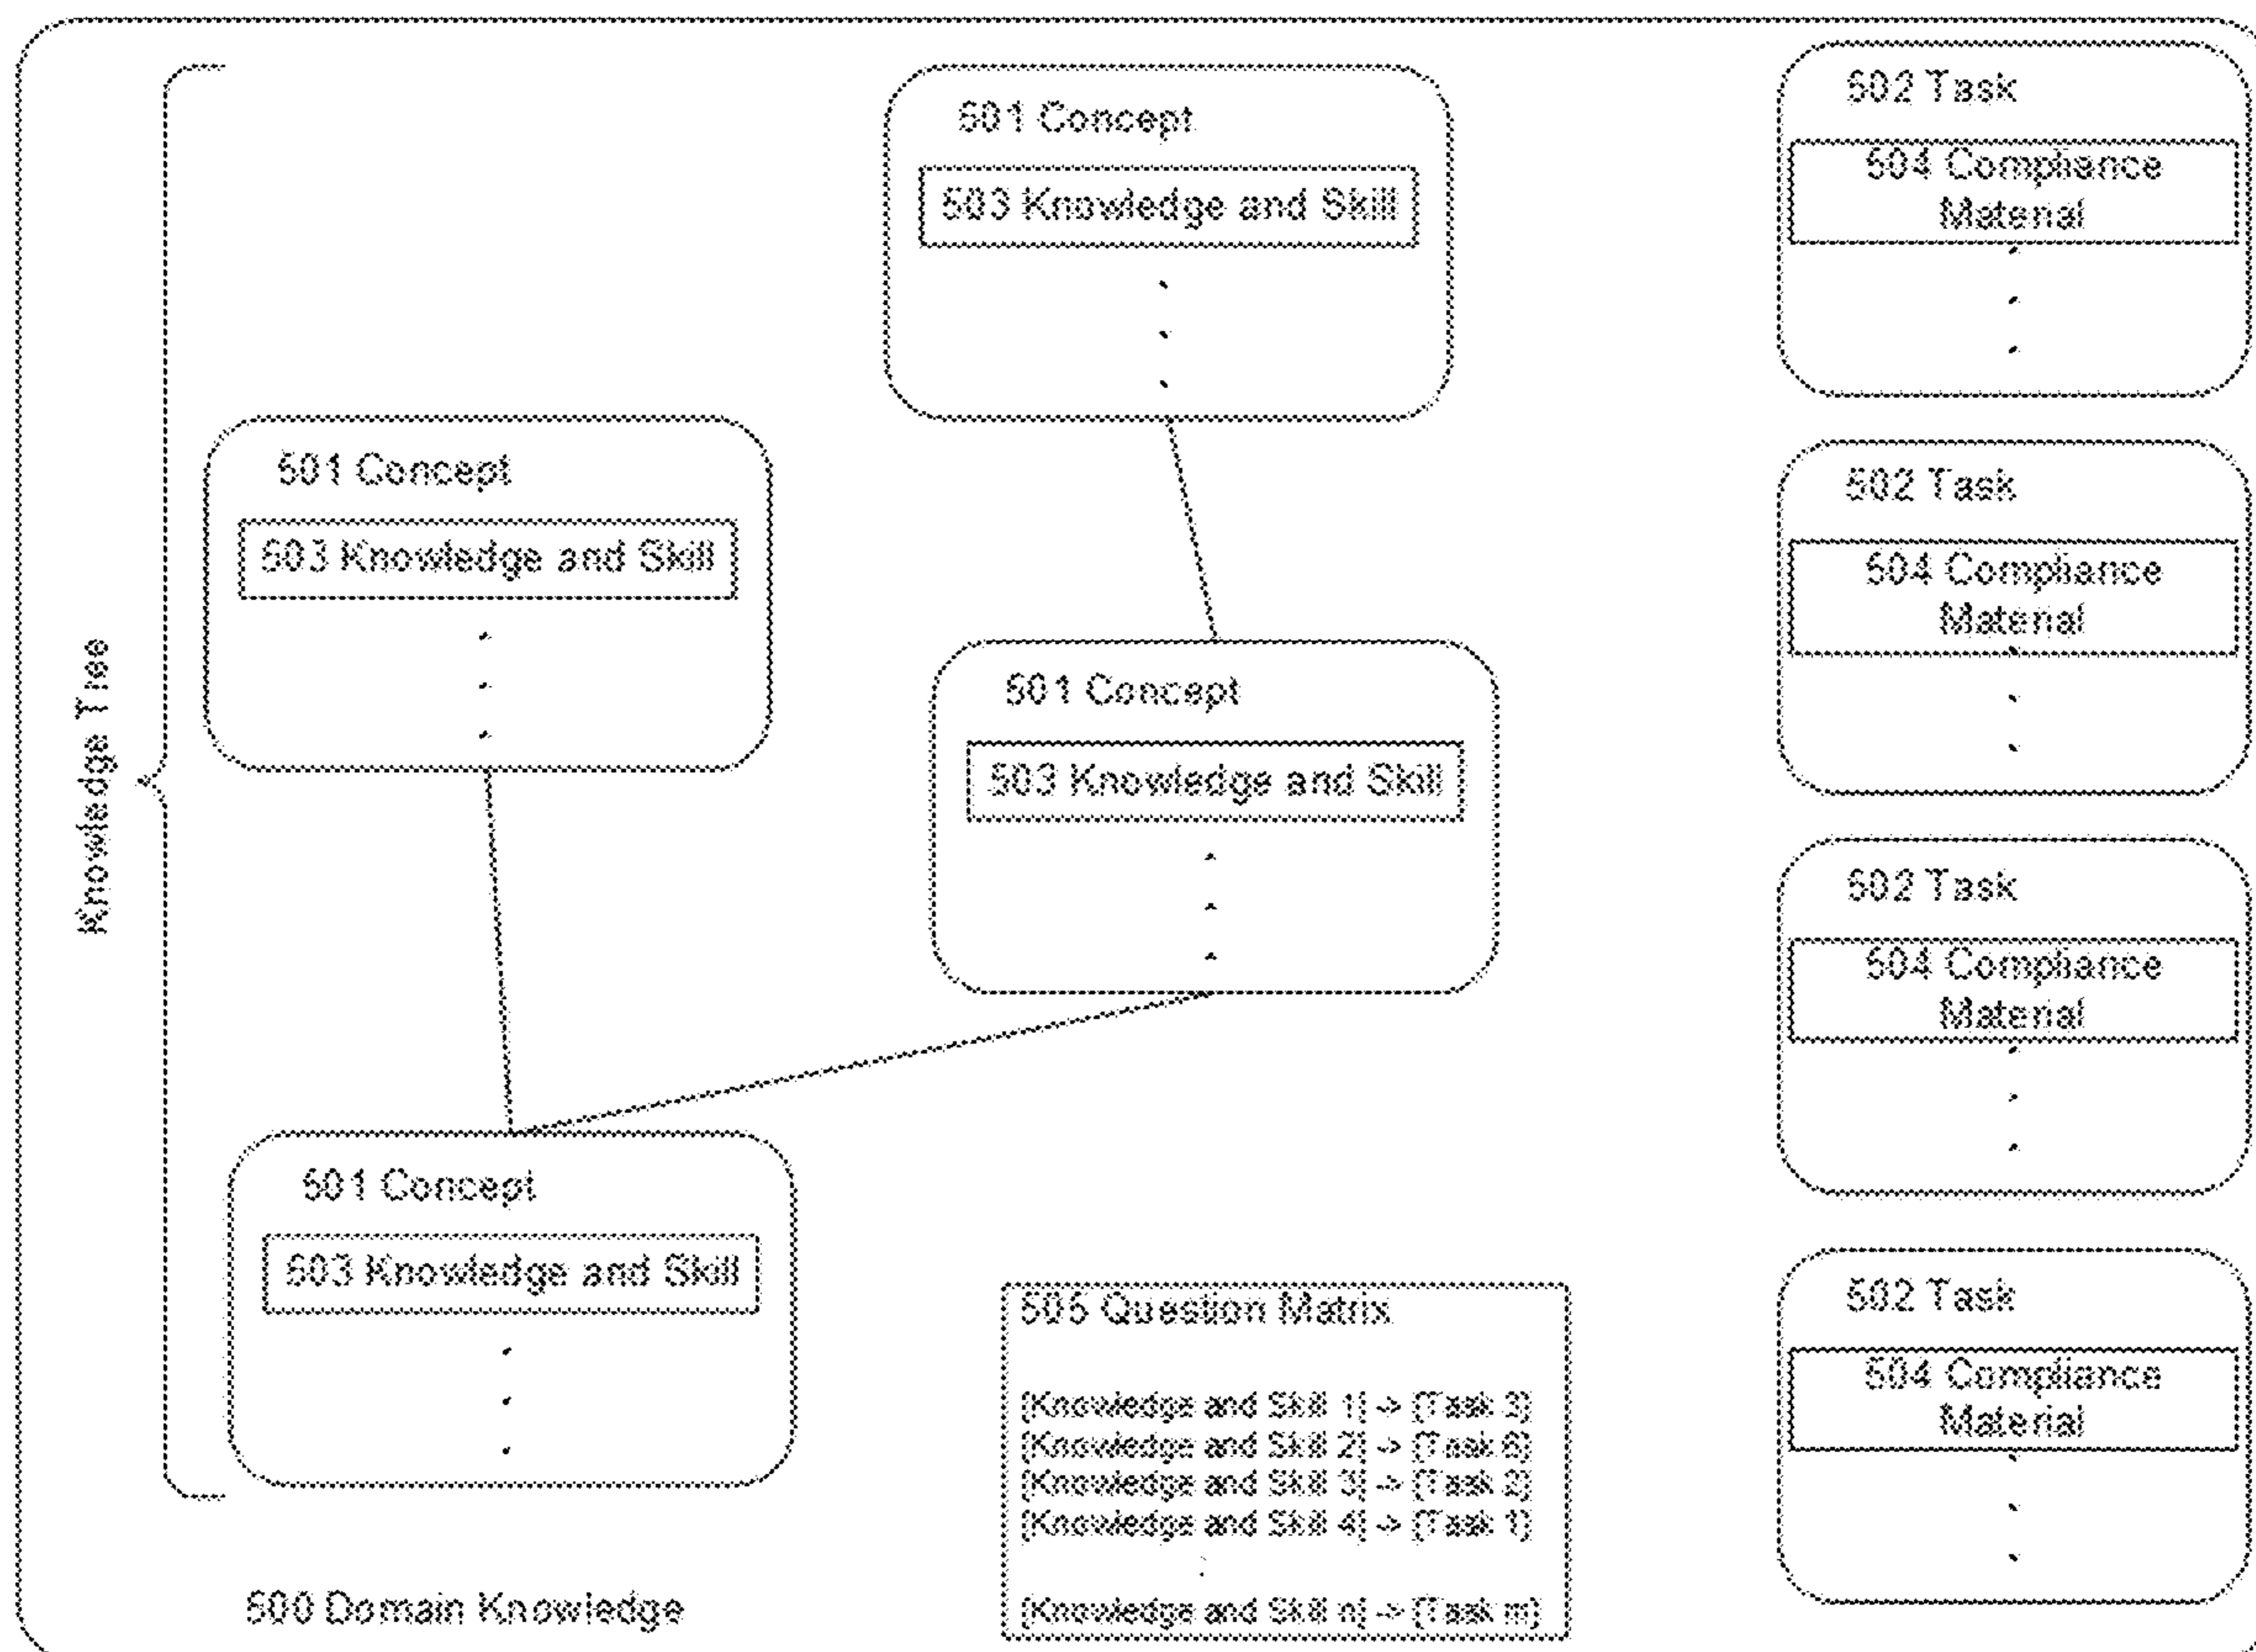 Knowledge Tree
501 Concept
503 Knowledge and Skill
501 Concept
503 Knowledge and Skill
501 Concept
503 Knowledge and Skill
501 Concept
503 Knowledge and Skill
500 Domain Knowledge
505 Question Matrix
[Knowledge and Skill 1] -> [Task 3]
[Knowledge and Skill 2] -> [Task 6]
[Knowledge and Skill 3] -> [Task 2]
[Knowledge and Skill 4] -> [Task 1]
[Knowledge and Skill n] -> [Task m]
502 Task
504 Compliance
Material
502 Task
504 Compliance
Material
502 Task
504 Compliance
Material
502 Task
504 Compliance
Material